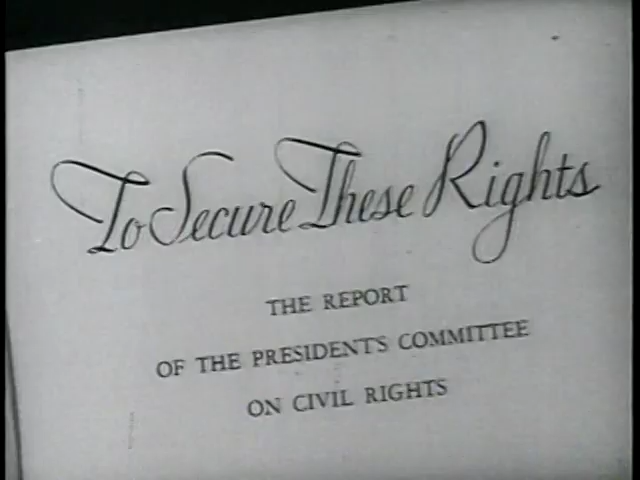 To Secure These Rights
THE REPORT
OF THE PRESIDENT'S COMMITTEE
ON CIVIL RIGHTS